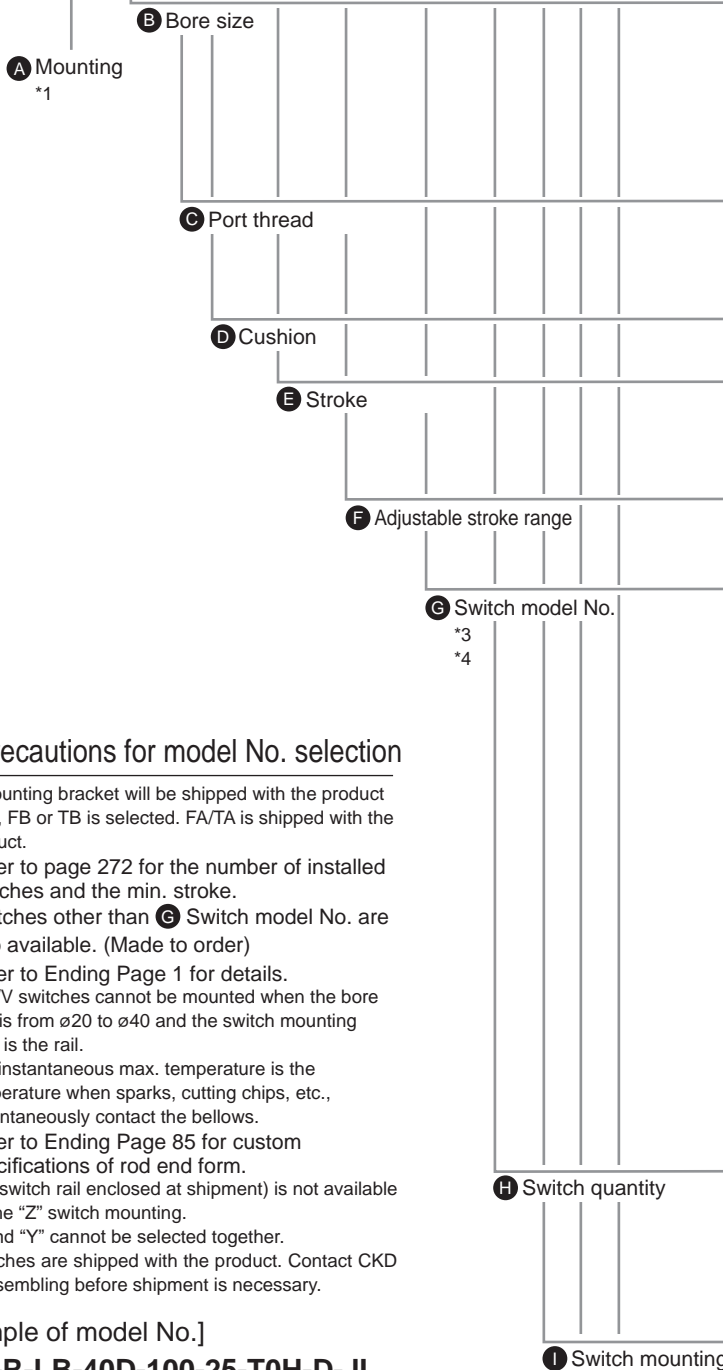 B Bore size
A Mounting
*1
C Port thread
D Cushion
E Stroke
F Adjustable stroke range
G Switch model No.
*3
*4
ecautions for model No. selection
ounting bracket will be shipped with the product
, FB or TB is selected. FA/TA is shipped with the
uct.
er to page 272 for the number of installed
ches and the min. stroke.
tches other than G Switch model No. are
o available. (Made to order)
er to Ending Page 1 for details.
V switches cannot be mounted when the bore
is from ø20 to ø40 and the switch mounting
is the rail.
instantaneous max. temperature is the
perature when sparks, cutting chips, etc.,
ntaneously contact the bellows.
er to Ending Page 85 for custom
cifications of rod end form.
switch rail enclosed at shipment) is not available
ne “Z” switch mounting.
nd “Y” cannot be selected together.
ches are shipped with the product. Contact CKD
sembling before shipment is necessary.
H Switch quantity
mple of model No.]
I Switch mounting